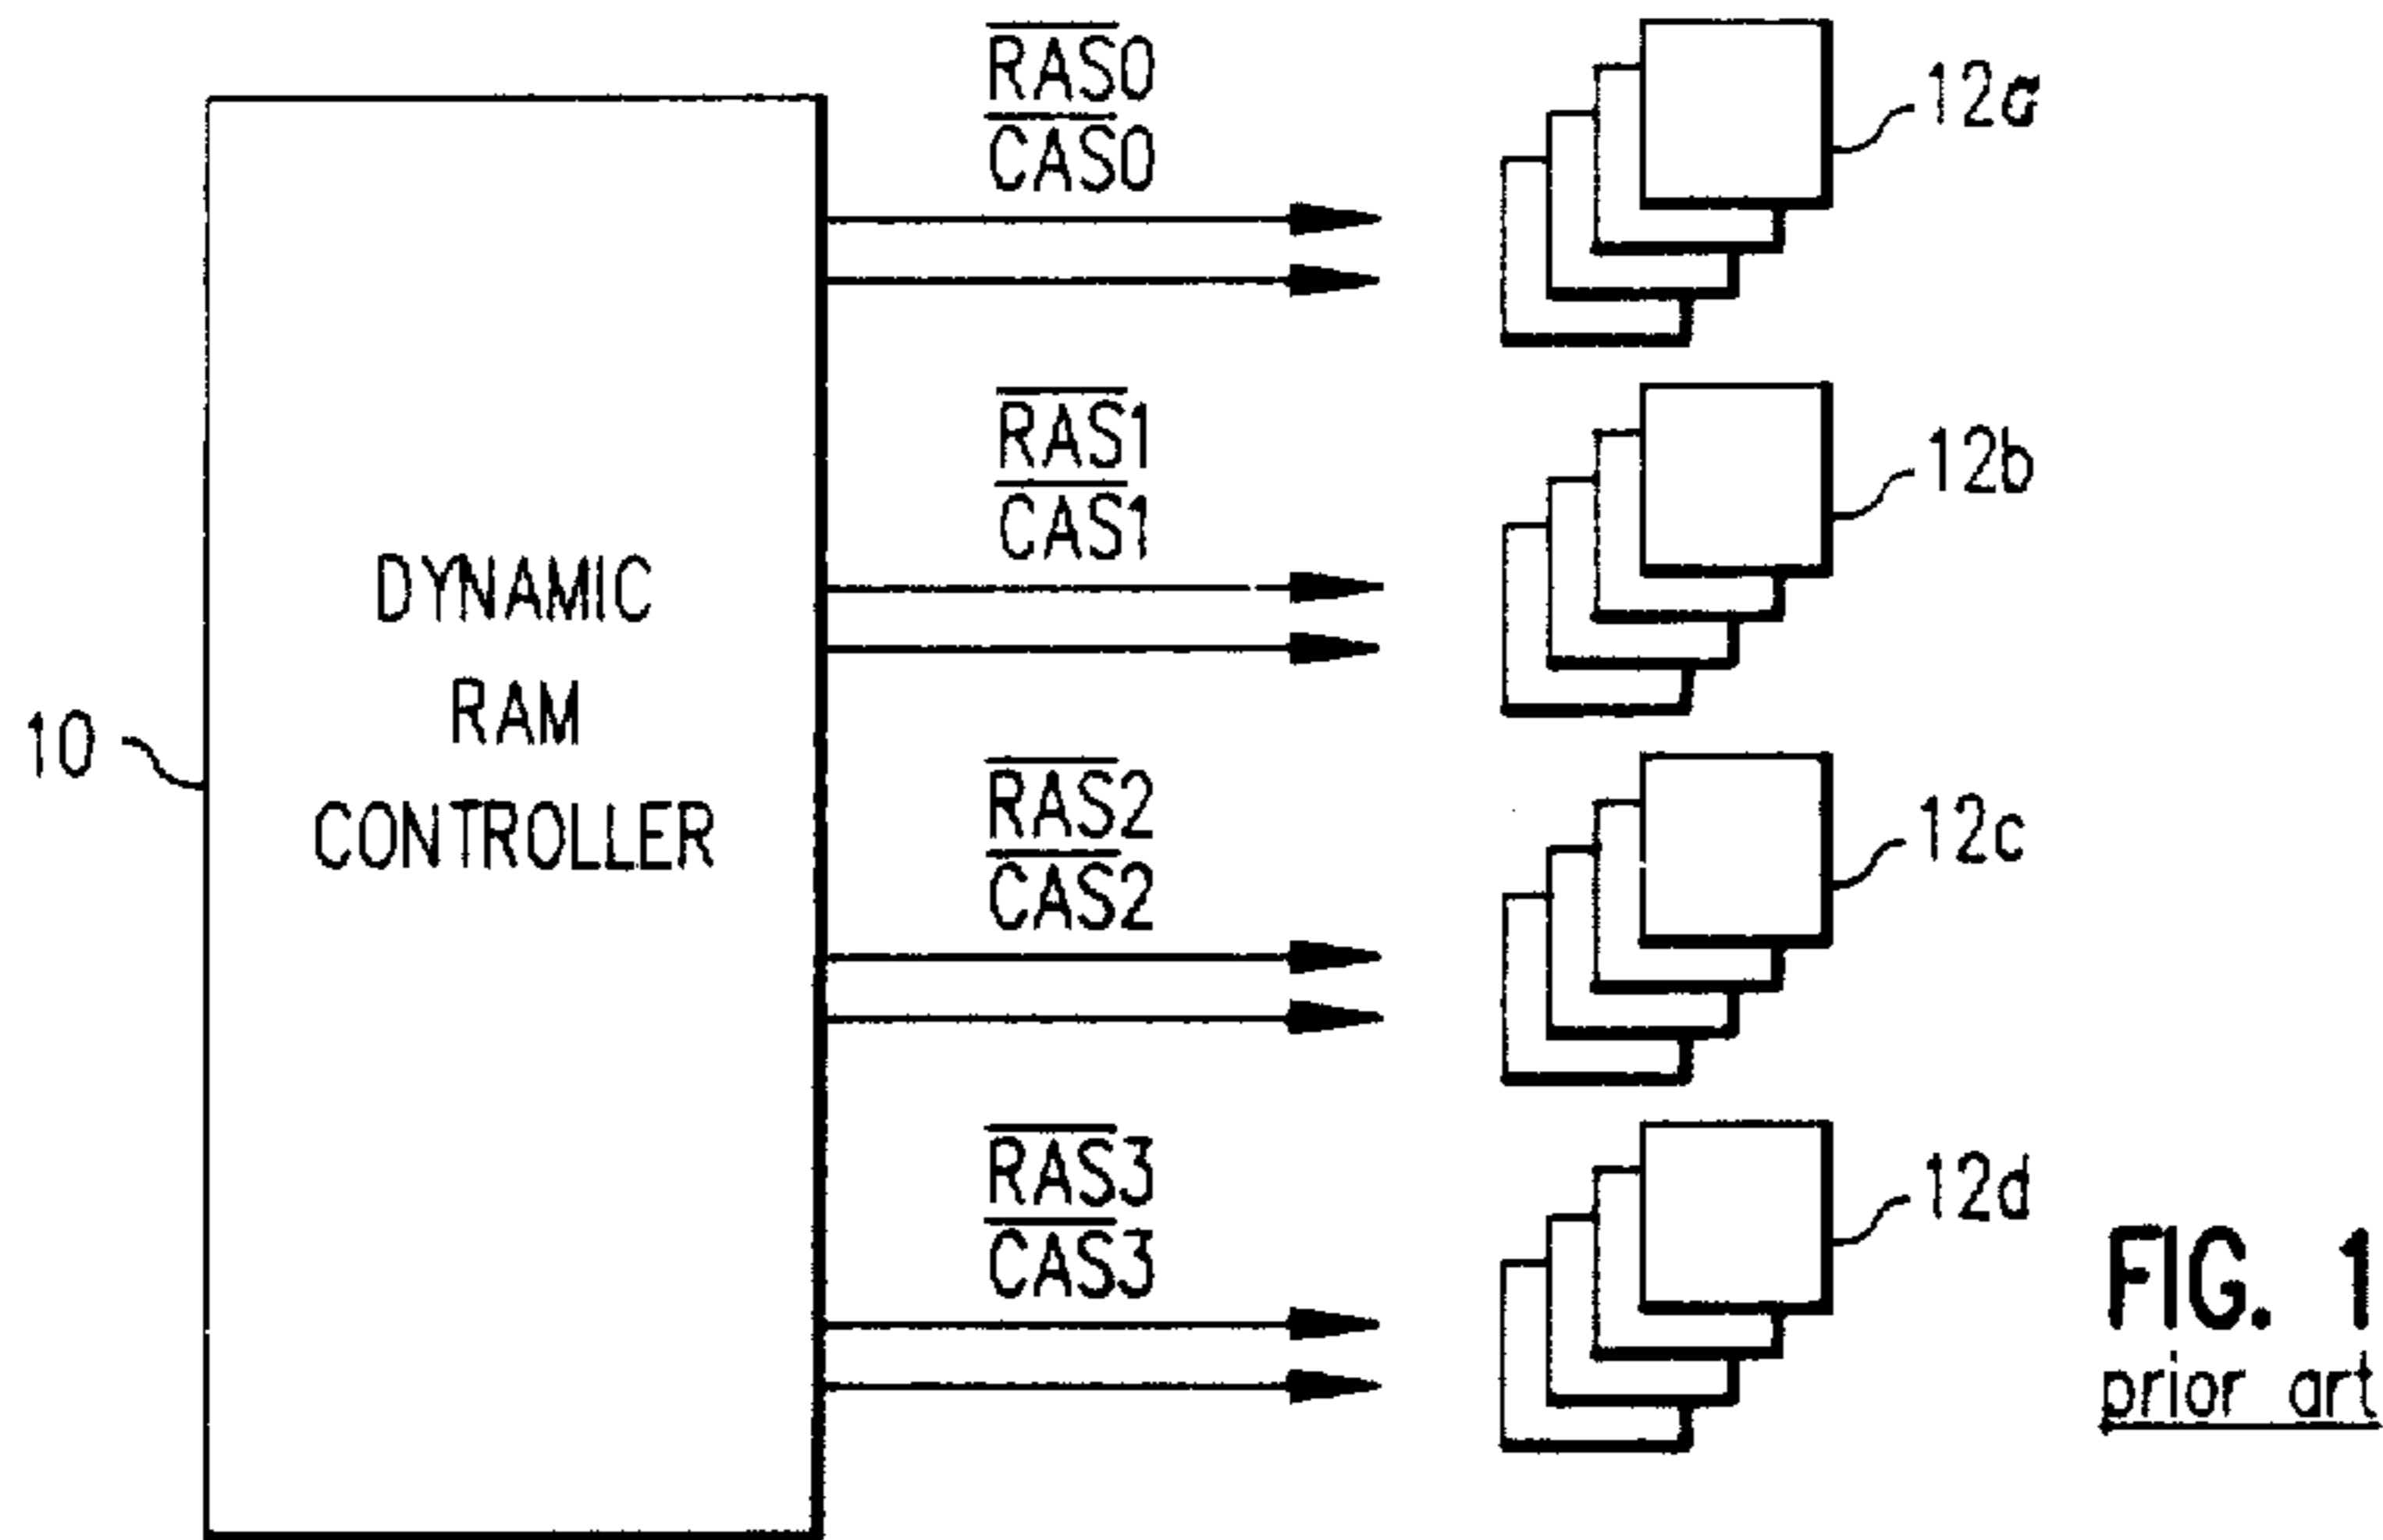 RAS0
CAS0
12a
RAS1
CAS1
12b
DYNAMIC
RAM
CONTROLLER
10
RAS2
CAS2
12c
RAS3
CAS3
12d
FIG. 1
prior art